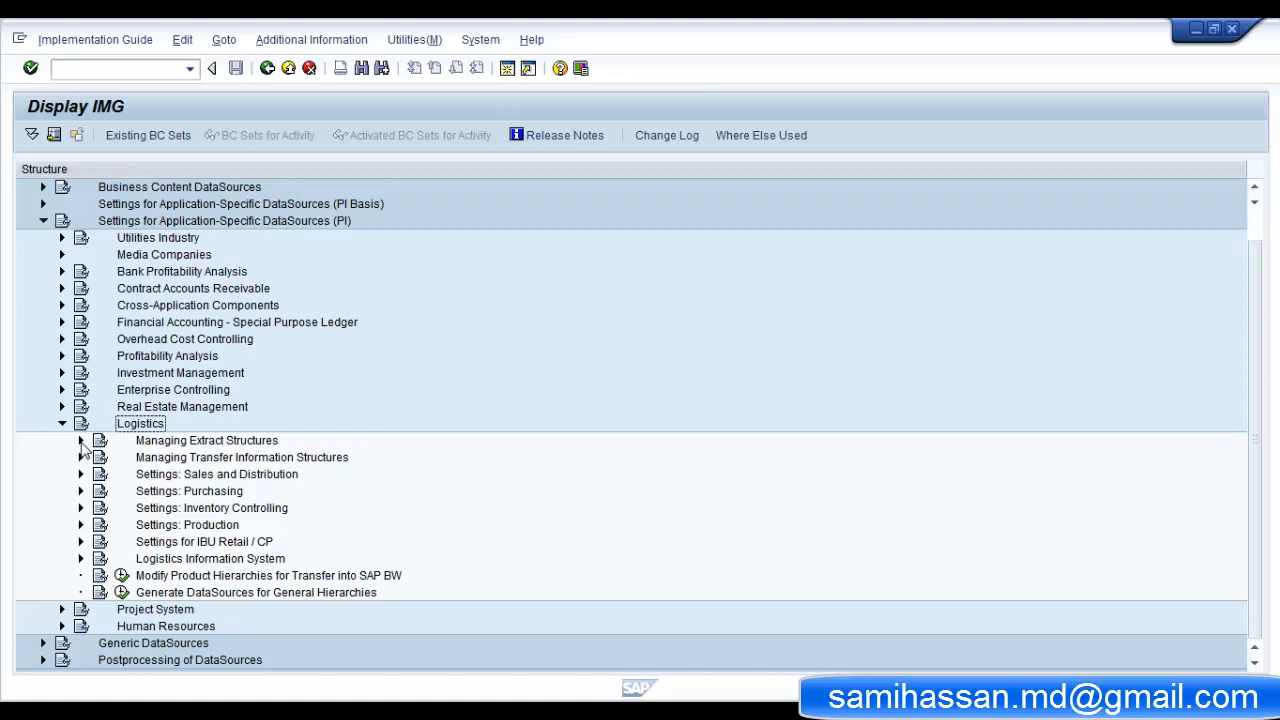 Implementation Guide Edit Goto Additional Information Utilities(M) System Help
Display IMG
Existing BC Sets BC Sets for Activity Activated BC Sets for Activity Release Notes Change Log Where Else Used
Structure
Business Content DataSources
Settings for Application-Specific DataSources (PI Basis)
Settings for Application-Specific DataSources (PI)
Utilities Industry
Media Companies
Bank Profitability Analysis
Contract Accounts Receivable
Cross-Application Components
Financial Accounting - Special Purpose Ledger
Overhead Cost Controlling
Profitability Analysis
Investment Management
Enterprise Controlling
Real Estate Management
Logistics
Managing Extract Structures
Managing Transfer Information Structures
Settings: Sales and Distribution
Settings: Purchasing
Settings: Inventory Controlling
Settings: Production
Settings for IBU Retail / CP
Logistics Information System
Modify Product Hierarchies for Transfer into SAP BW
Generate DataSources for General Hierarchies
Project System
Human Resources
Generic DataSources
Postprocessing of DataSources
SAP
samihassan.md@gmail.com